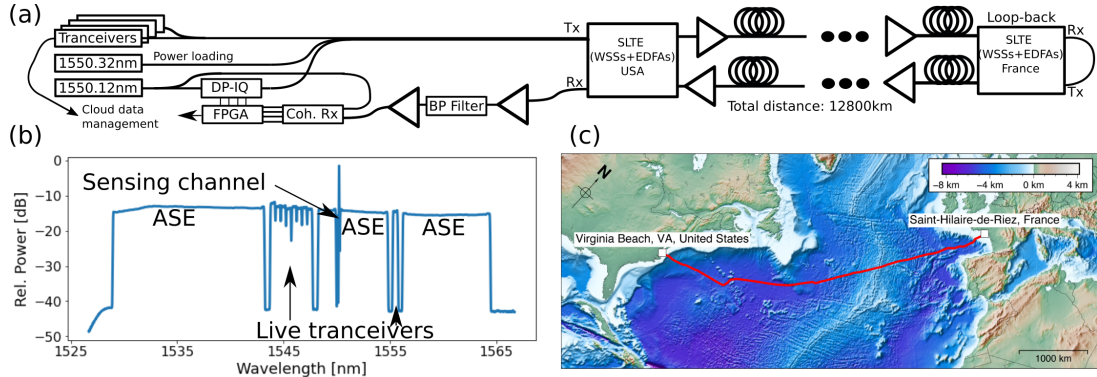 (a)
Tranceivers
1550.32nm
Power loading
1550.12nm
DP-IQ
FPGA
Coh. Rx
BP Filter
Cloud data
management
Tx
Rx
SLTE
(WSSs+EDFAs)
USA
Total distance: 12800km
Loop-back
SLTE
(WSSs+EDFAs)
France
Rx
Tx
(b)
Rel. Power [dB]
0
−10
−20
−30
−40
−50
Sensing channel
ASE
ASE
ASE
Live tranceivers
1525
1535
1545
1555
1565
Wavelength [nm]
(c)
N
−8 km
−4 km
0 km
4 km
Saint-Hilaire-de-Riez, France
Virginia Beach, VA, United States
1000 km